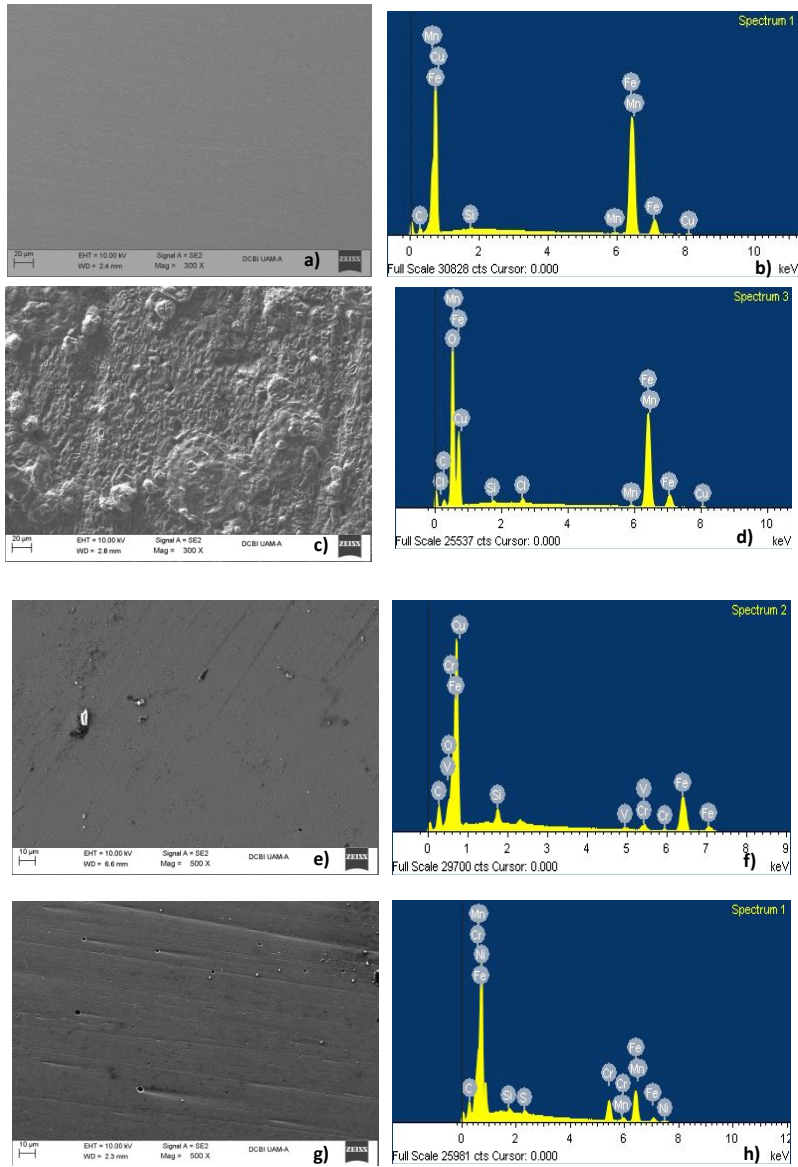 20 µm
EHT = 10.00 kV
WD = 2.4 mm
Signal A = SE2
Mag = 300 X
DCBI UAM-A
a)
ZEISS
Spectrum 1
Mn
Cu
Fe
C
Si
Fe
Mn
Mn
Fe
Cu
0 2 4 6 8 10
Full Scale 30828 cts Cursor: 0.000
b) keV
20 µm
EHT = 10.00 kV
WD = 2.8 mm
Signal A = SE2
Mag = 300 X
DCBI UAM-A
c)
ZEISS
Spectrum 3
Mn
Fe
O
Cu
C
Cl
Si
Cl
Fe
Mn
Mn
Fe
Cu
0 2 4 6 8 10
Full Scale 25537 cts Cursor: 0.000
d) keV
10 µm
EHT = 10.00 kV
WD = 6.6 mm
Signal A = SE2
Mag = 500 X
DCBI UAM-A
e)
ZEISS
Spectrum 2
Cu
Cr
Fe
O
V
C
Si
V
V
Cr
Cr
Fe
Fe
0 1 2 3 4 5 6 7 8 9
Full Scale 29700 cts Cursor: 0.000
f) keV
10 µm
EHT = 10.00 kV
WD = 2.3 mm
Signal A = SE2
Mag = 500 X
DCBI UAM-A
g)
ZEISS
Spectrum 1
Mn
Cr
Ni
Fe
C
Si
S
Cr
Cr
Mn
Fe
Mn
Fe
Ni
0 2 4 6 8 10 12
Full Scale 25981 cts Cursor: 0.000
h) keV